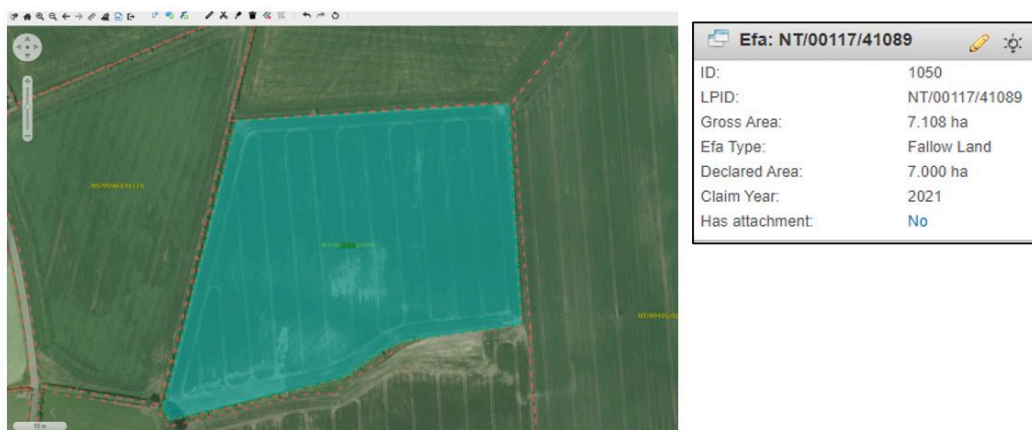 Efa: NT/00117/41089
ID: 1050
LPID: NT/00117/41089
Gross Area: 7.108 ha
Efa Type: Fallow Land
Declared Area: 7.000 ha
Claim Year: 2021
Has attachment: No